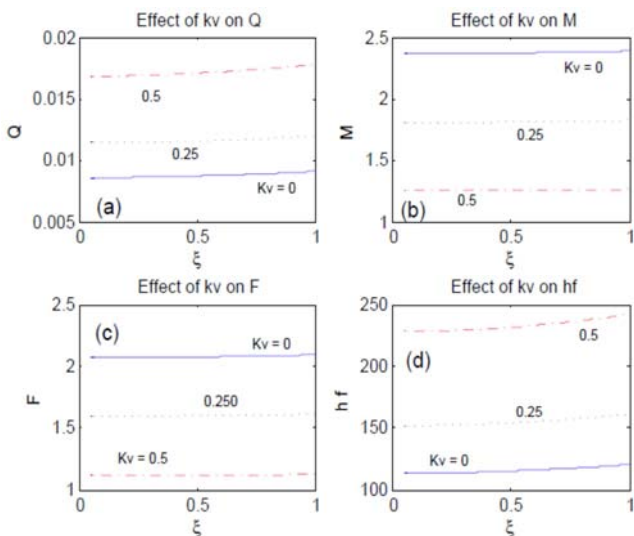 Effect of kv on Q
0.02
0.015
0.01
0.005
Q
0.5
0.25
Kv = 0
(a)
0
0.5
1
ξ
Effect of kv on M
2.5
2
1.5
1
M
Kv = 0
0.25
0.5
(b)
0
0.5
1
ξ
Effect of kv on F
2.5
2
1.5
1
F
(c)
Kv = 0
0.250
Kv = 0.5
0
0.5
1
ξ
Effect of kv on hf
250
200
150
100
h f
0.5
(d)
0.25
Kv = 0
0
0.5
1
ξ